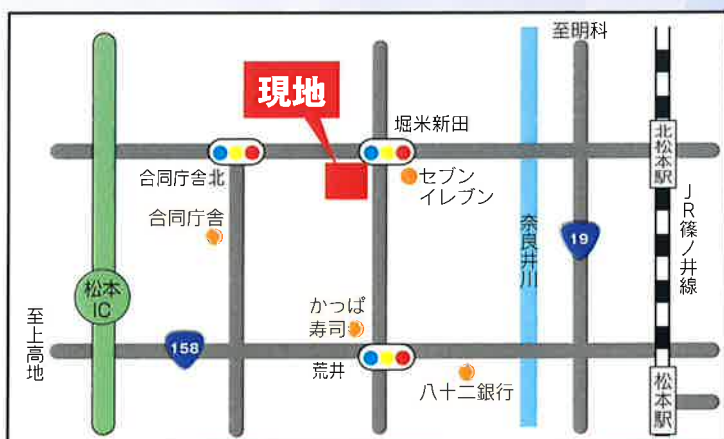 至明科
現地
堀米新田
北松本駅
合同庁舎北
セブン
イレブン
合同庁舎
奈良井川
19
JR篠ノ井線
松本
IC
かっぱ
寿司
至上高地
158
荒井
八十二銀行
松本駅